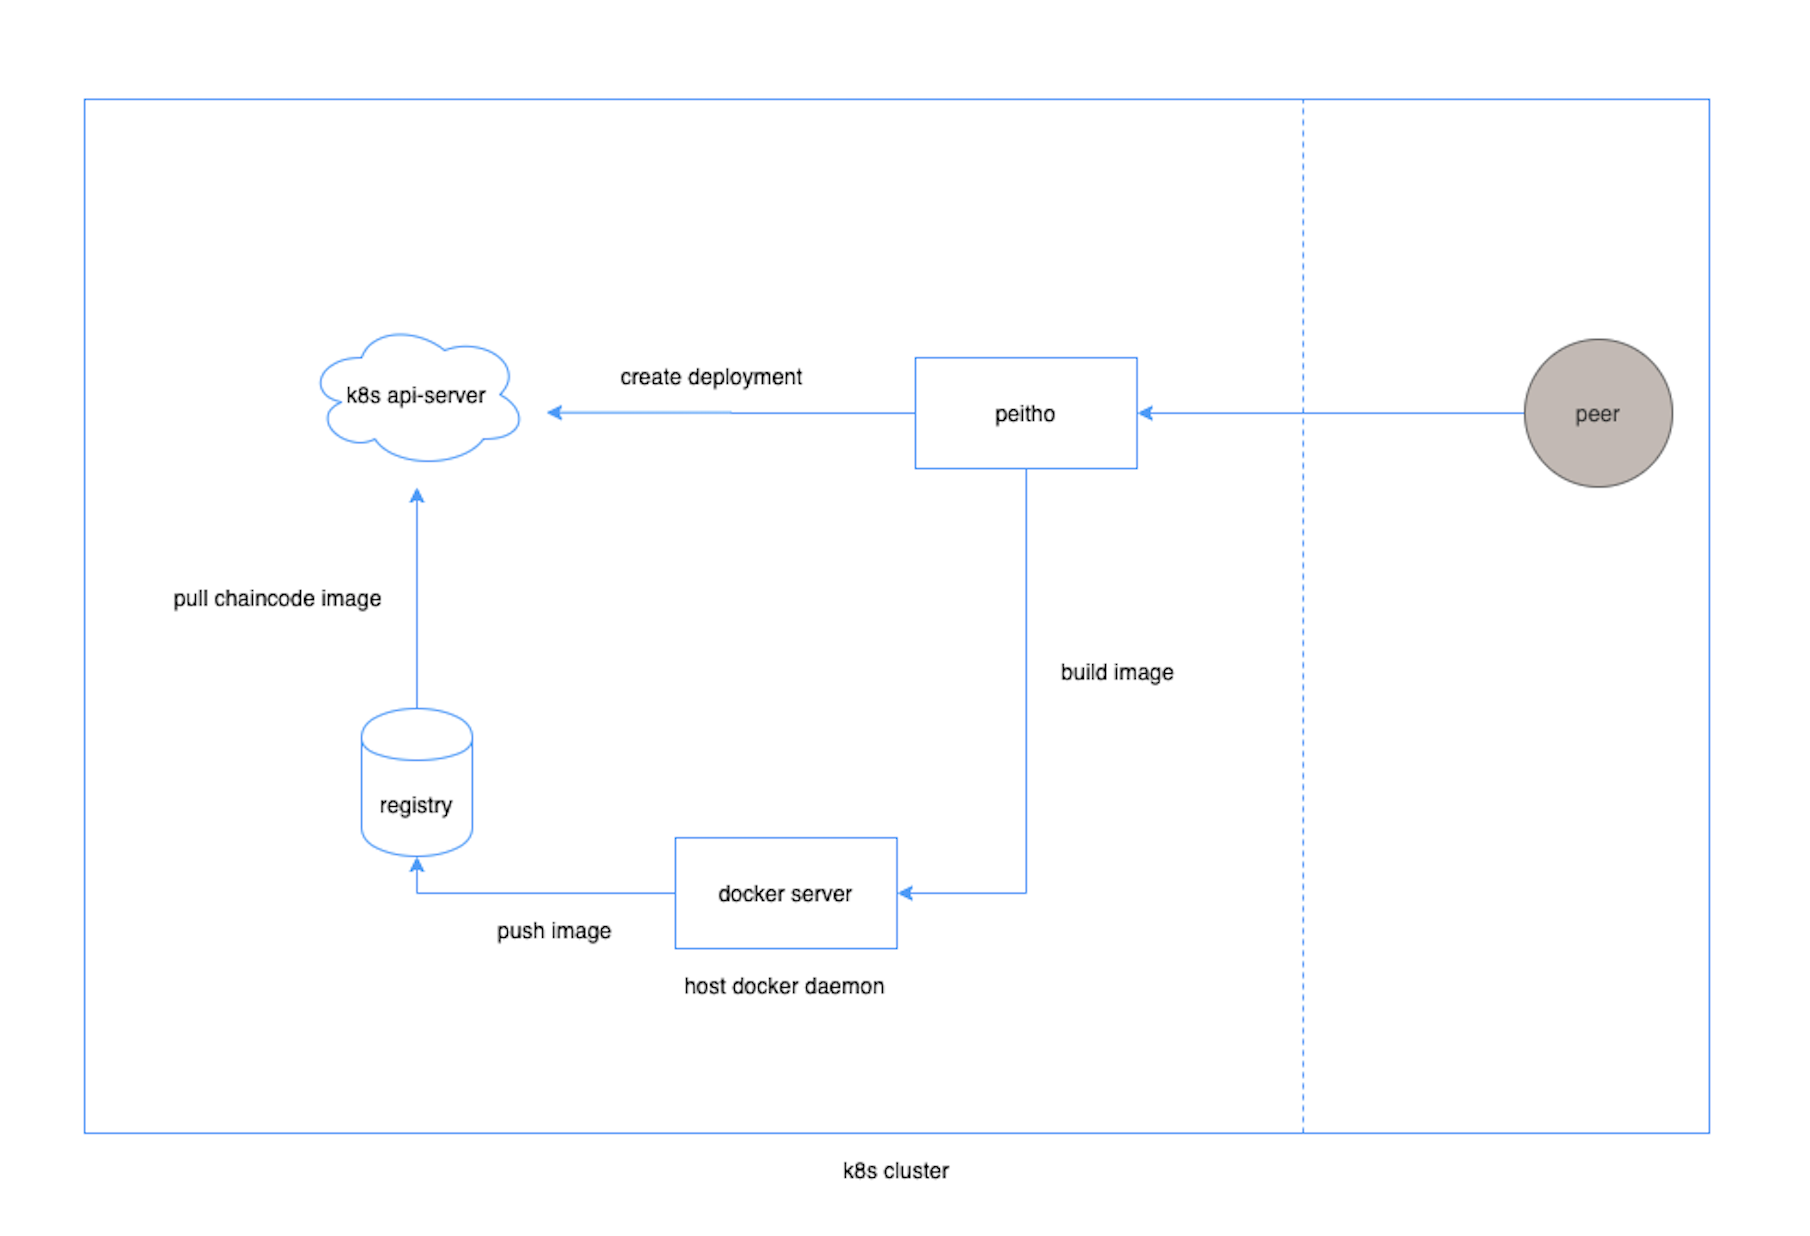 create deployment
k8s api-server
peitho
peer
pull chaincode image
build image
registry
docker server
push image
host docker daemon
k8s cluster